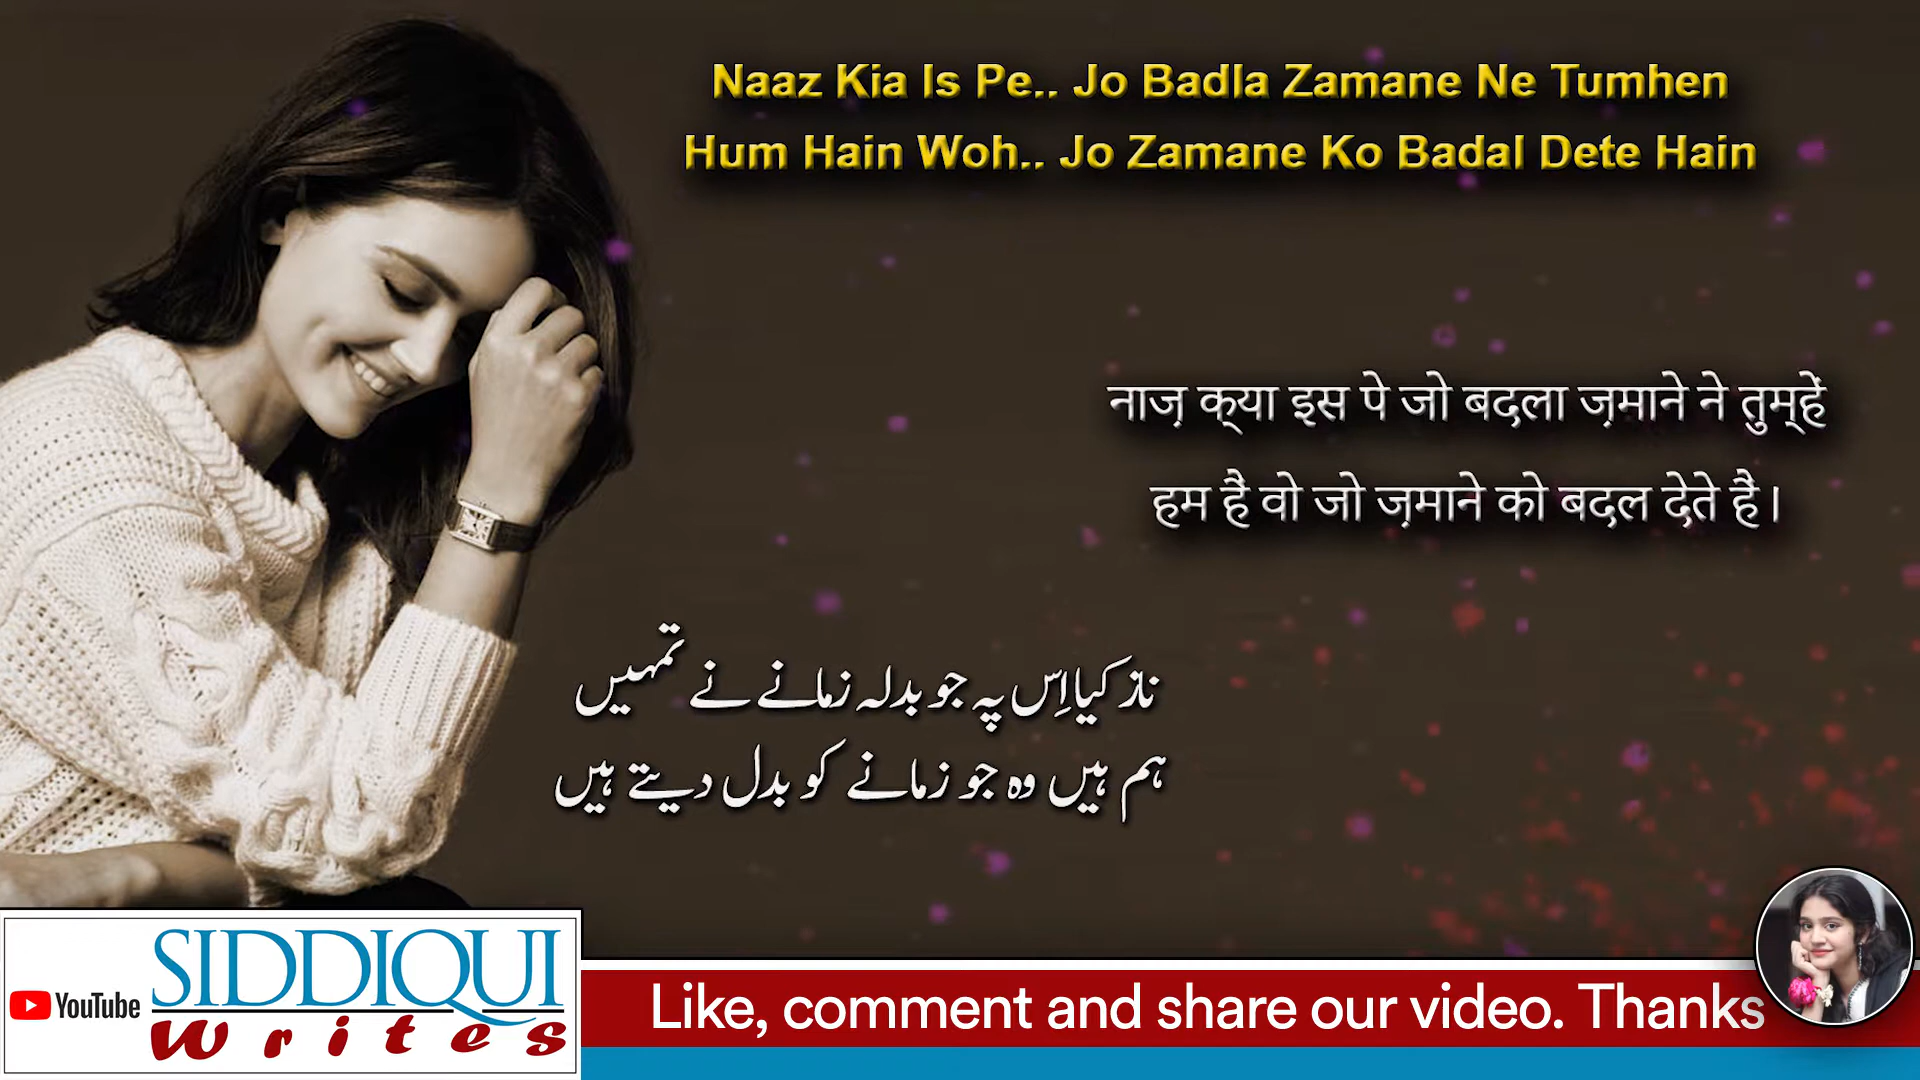 Naaz Kia Is Pe.. Jo Badla Zamane Ne Tumhen
Hum Hain Woh.. Jo Zamane Ko Badal Dete Hain
नाज़ क्या इस पे जो बदला ज़माने ने तुम्हें
हम हैं वो जो ज़माने को बदल देते हैं।
ناز کیا اِس پہ جو بدلہ زمانے نے تمہیں
ہم ہیں وہ جو زمانے کو بدل دیتے ہیں
YouTube
SIDDIQUI
Writes
Like, comment and share our video. Thanks